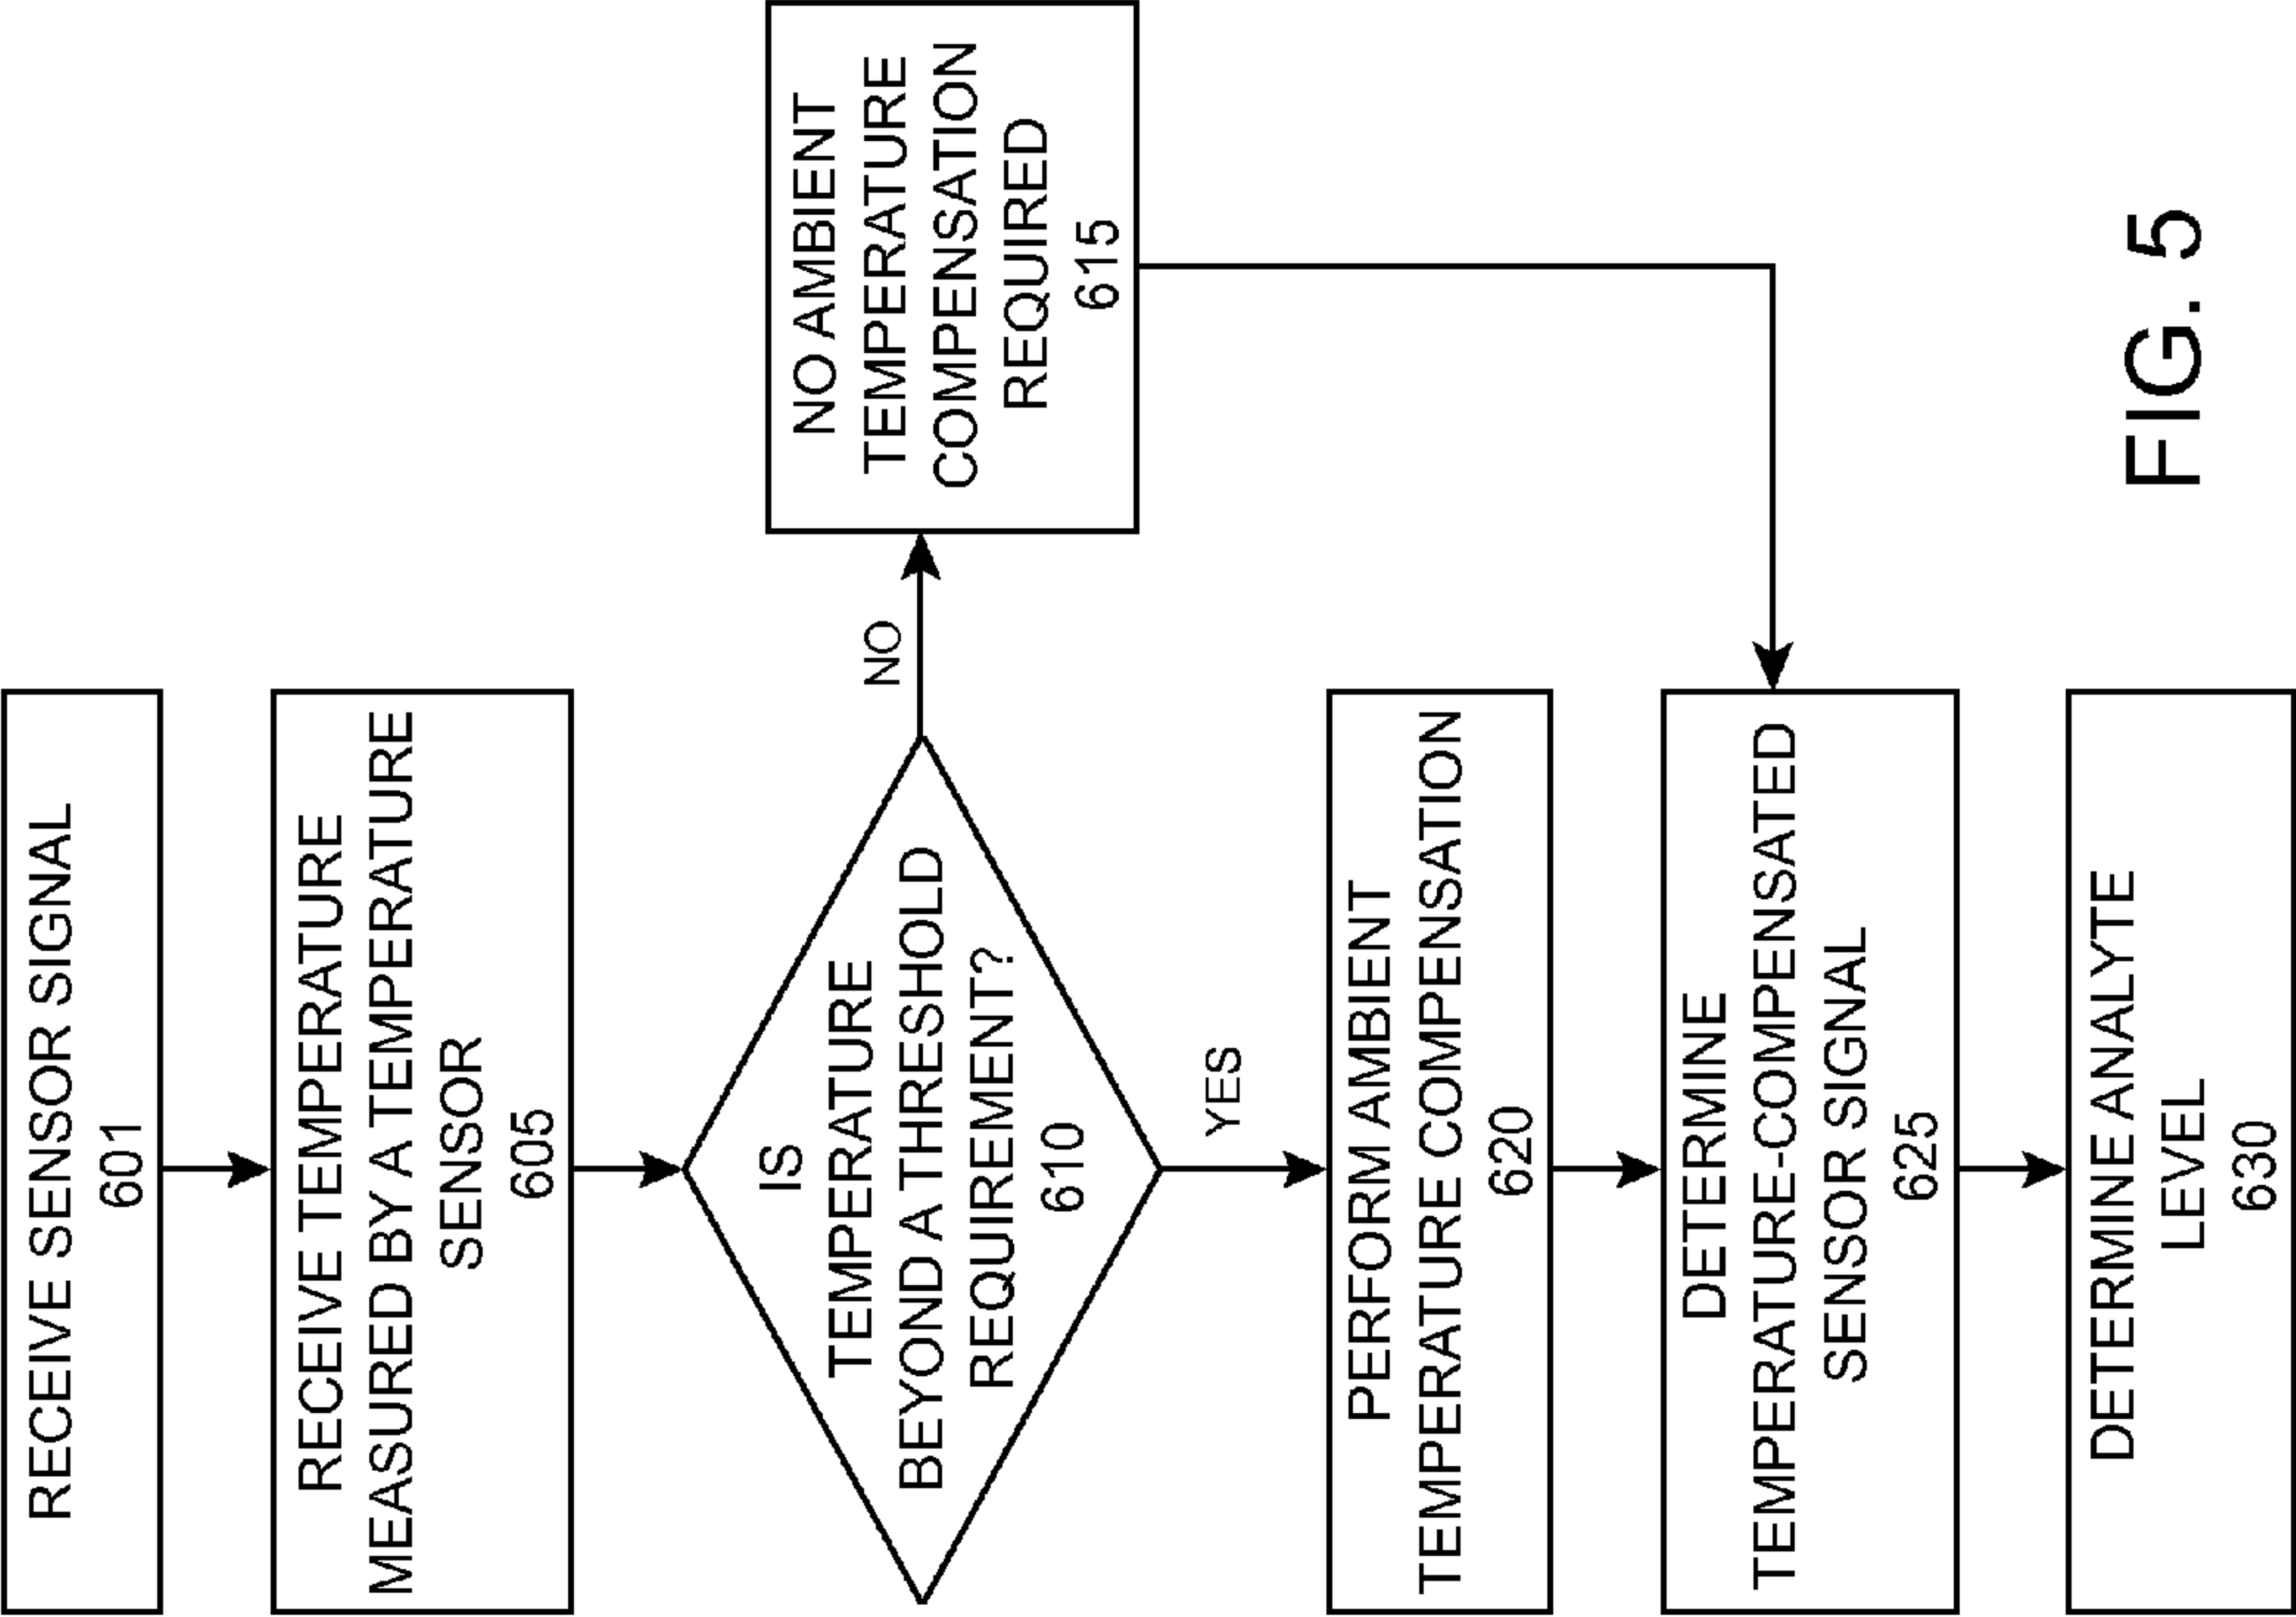 RECEIVE SENSOR SIGNAL
601
RECEIVE TEMPERATURE
MEASURED BY A TEMPERATURE
SENSOR
605
IS
TEMPERATURE
BEYOND A THRESHOLD
REQUIREMENT?
610
NO
NO AMBIENT
TEMPERATURE
COMPENSATION
REQUIRED
615
YES
PERFORM AMBIENT
TEMPERATURE COMPENSATION
620
DETERMINE
TEMPERATURE-COMPENSATED
SENSOR SIGNAL
625
DETERMINE ANALYTE
LEVEL
630
FIG. 5